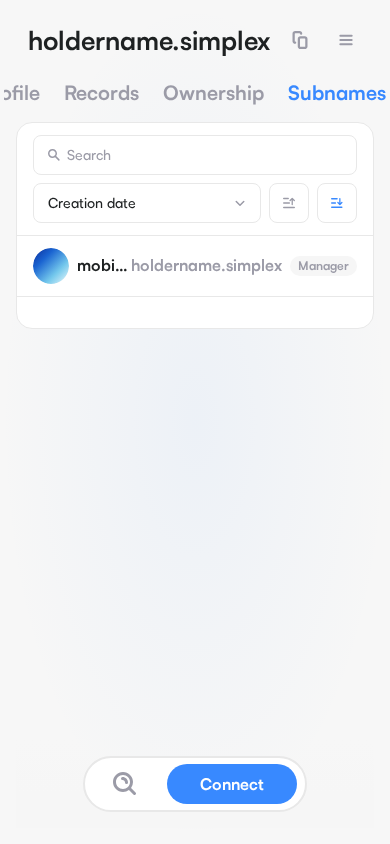 holdername.simplex
ofile Records Ownership Subnames
Search
Creation date
mobi... holdername.simplex Manager
Connect